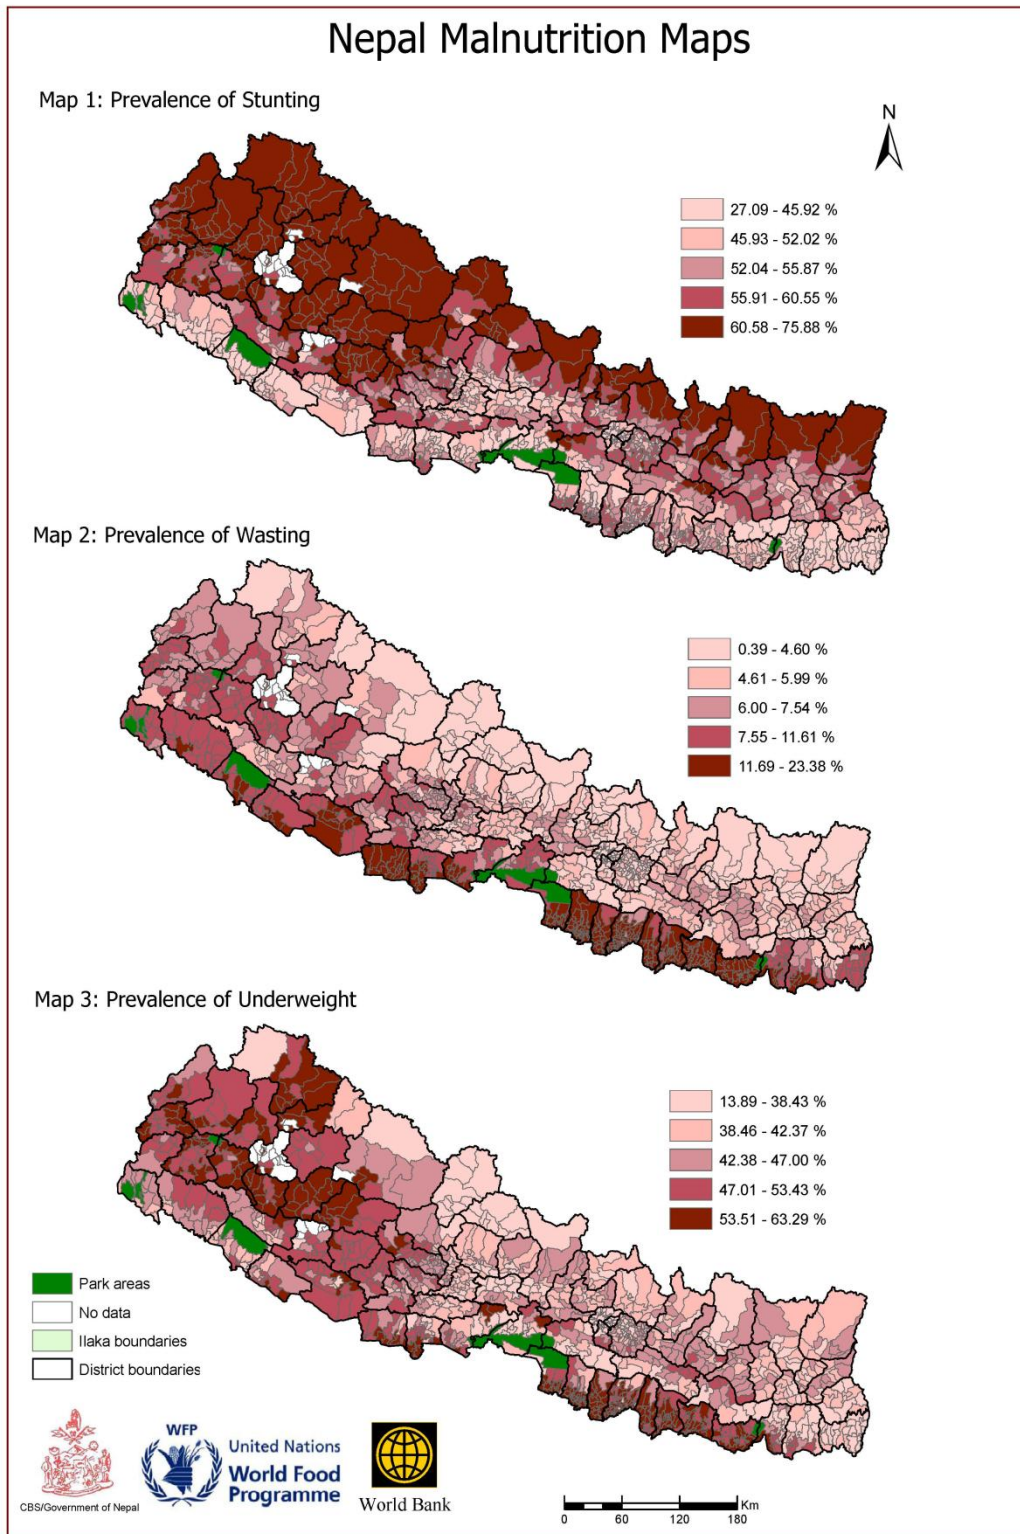 Nepal Malnutrition Maps
Map 1: Prevalence of Stunting
N
27.09 - 45.92 %
45.93 - 52.02 %
52.04 - 55.87 %
55.91 - 60.55 %
60.58 - 75.88 %
Map 2: Prevalence of Wasting
0.39 - 4.60 %
4.61 - 5.99 %
6.00 - 7.54 %
7.55 - 11.61 %
11.69 - 23.38 %
Map 3: Prevalence of Underweight
13.89 - 38.43 %
38.46 - 42.37 %
42.38 - 47.00 %
47.01 - 53.43 %
53.51 - 63.29 %
Park areas
No data
Ilaka boundaries
District boundaries
CBS/Government of Nepal
WFP
United Nations
World Food
Programme
World Bank
Km
0 60 120 180